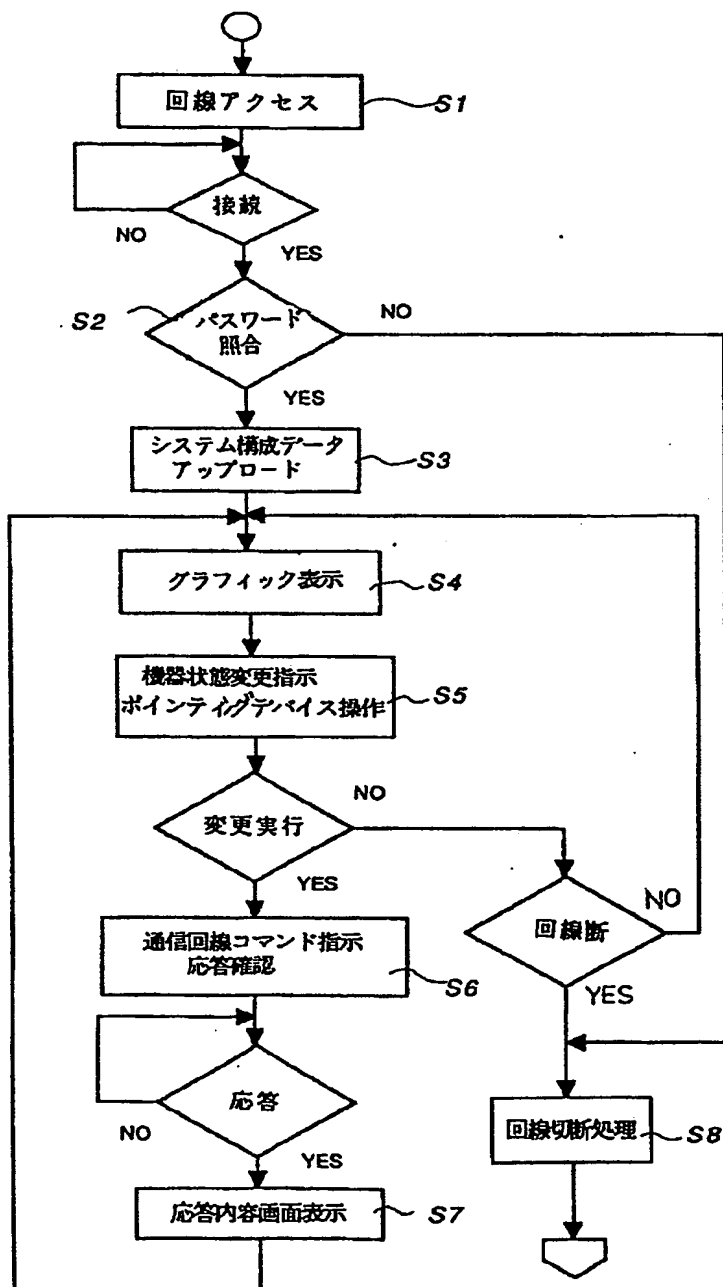 回線アクセス
S1
接続
NO
YES
S2
パスワード
照合
NO
YES
システム構成データ
アップロード
S3
グラフィック表示
S4
機器状態変更指示
ポインティングデバイス操作
S5
変更実行
NO
YES
回線断
NO
YES
通信回線コマンド指示
応答確認
S6
応答
NO
YES
回線切断処理
S8
応答内容画面表示
S7